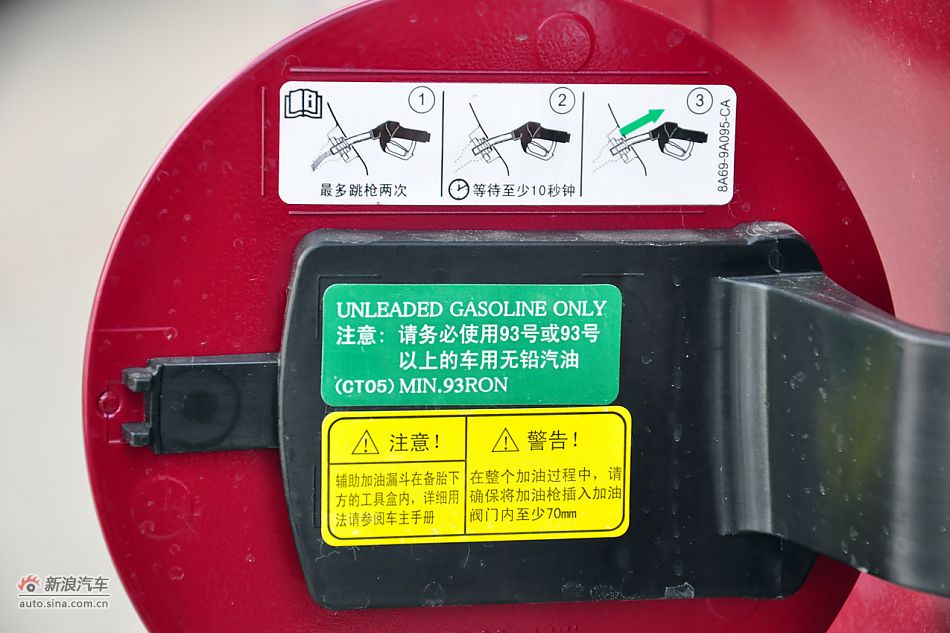 1
最多跳枪两次
2
等待至少10秒钟
3
8A69-9A095-CA
UNLEADED GASOLINE ONLY
注意：请务必使用93号或93号
以上的车用无铅汽油
(CT05) MIN.93RON
注意！
辅助加油漏斗在备胎下
方的工具盒内，详细用
法请参阅车主手册
警告！
在整个加油过程中，请
确保将加油枪插入加油
阀门内至少70mm
新浪汽车
auto.sina.com.cn